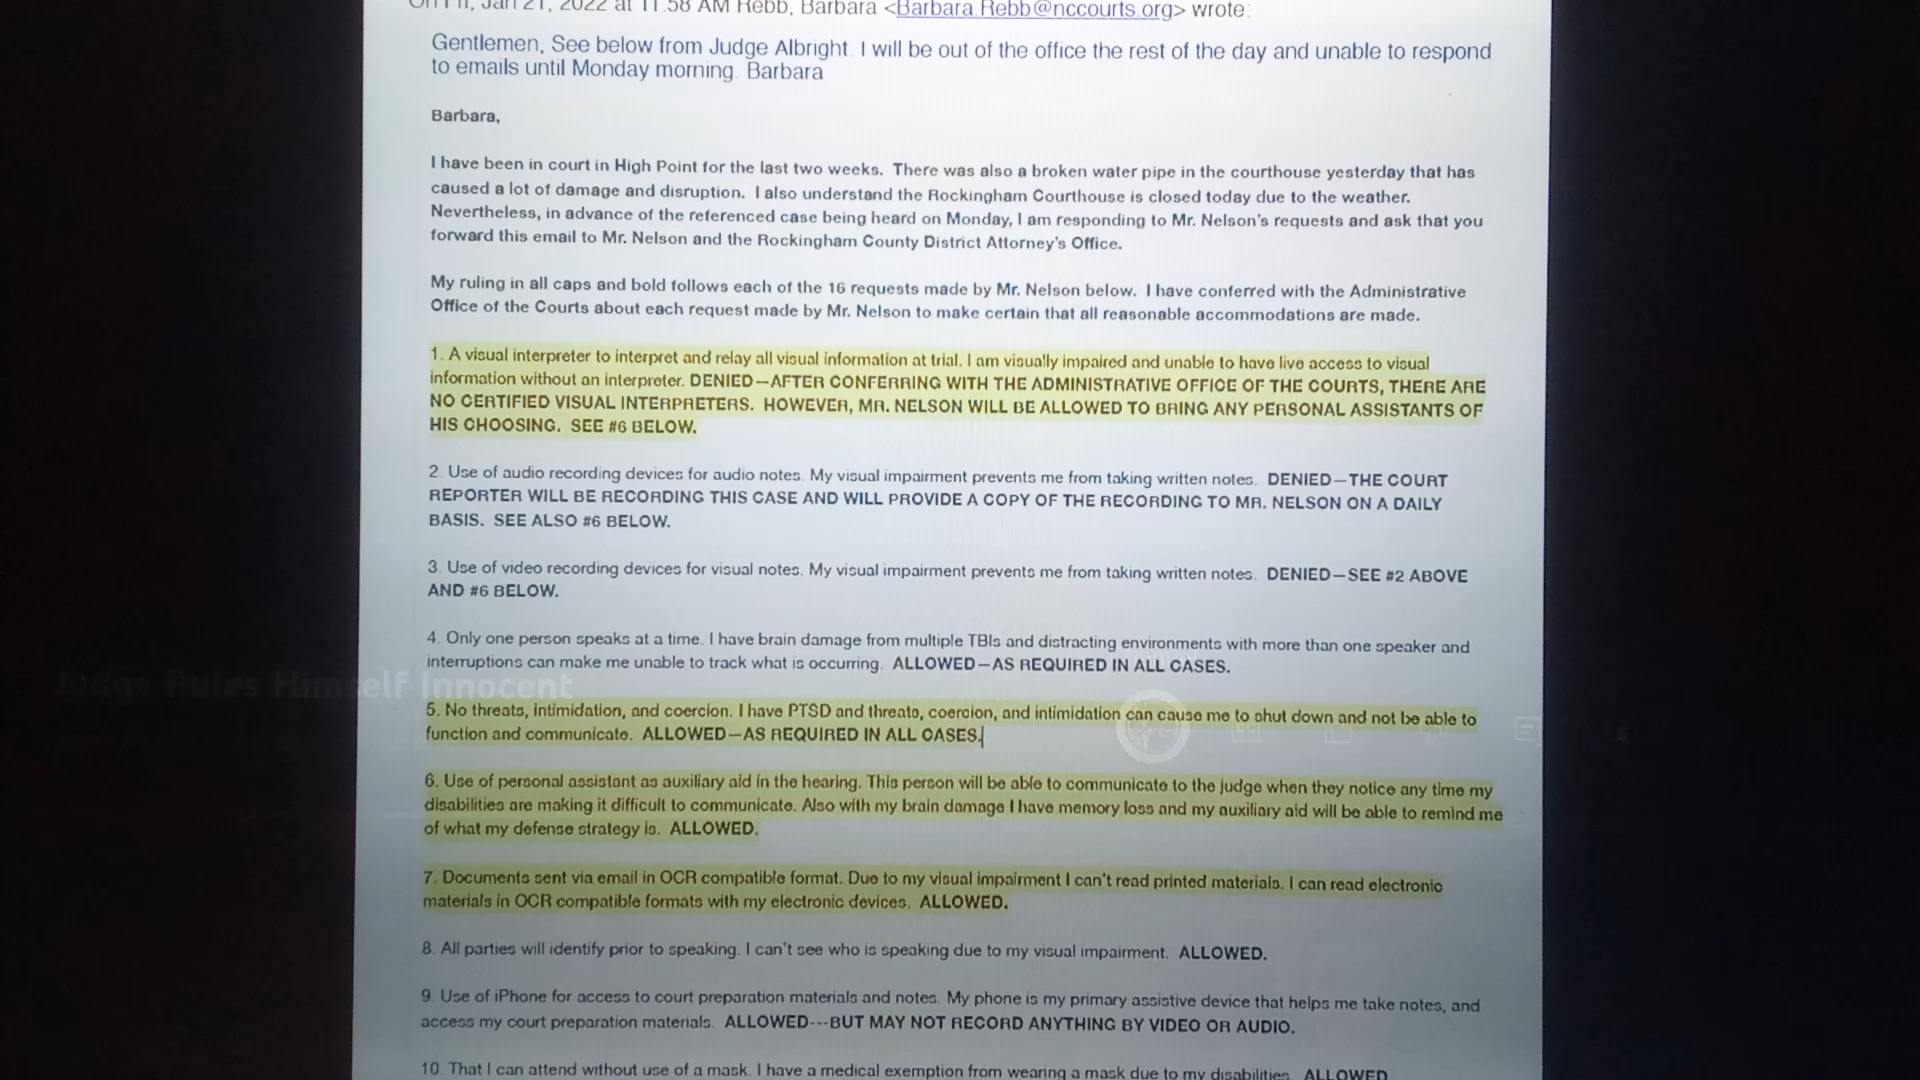 On Fri, Jan 21, 2022 at 11:58 AM Rebb, Barbara <Barbara.Rebb@nccourts.org> wrote:
Gentlemen, See below from Judge Albright. I will be out of the office the rest of the day and unable to respond
to emails until Monday morning. Barbara
Barbara,
I have been in court in High Point for the last two weeks. There was also a broken water pipe in the courthouse yesterday that has
caused a lot of damage and disruption. I also understand the Rockingham Courthouse is closed today due to the weather.
Nevertheless, in advance of the referenced case being heard on Monday, I am responding to Mr. Nelson's requests and ask that you
forward this email to Mr. Nelson and the Rockingham County District Attorney's Office.
My ruling in all caps and bold follows each of the 16 requests made by Mr. Nelson below. I have conferred with the Administrative
Office of the Courts about each request made by Mr. Nelson to make certain that all reasonable accommodations are made.
1. A visual interpreter to interpret and relay all visual information at trial. I am visually impaired and unable to have live access to visual
information without an interpreter. DENIED—AFTER CONFERRING WITH THE ADMINISTRATIVE OFFICE OF THE COURTS, THERE ARE
NO CERTIFIED VISUAL INTERPRETERS. HOWEVER, MR. NELSON WILL BE ALLOWED TO BRING ANY PERSONAL ASSISTANTS OF
HIS CHOOSING. SEE #6 BELOW.
2. Use of audio recording devices for audio notes. My visual impairment prevents me from taking written notes. DENIED—THE COURT
REPORTER WILL BE RECORDING THIS CASE AND WILL PROVIDE A COPY OF THE RECORDING TO MR. NELSON ON A DAILY
BASIS. SEE ALSO #6 BELOW.
3. Use of video recording devices for visual notes. My visual impairment prevents me from taking written notes. DENIED—SEE #2 ABOVE
AND #6 BELOW.
4. Only one person speaks at a time. I have brain damage from multiple TBIs and distracting environments with more than one speaker and
interruptions can make me unable to track what is occurring. ALLOWED—AS REQUIRED IN ALL CASES.
Judge Rules Himself Innocent
5. No threats, intimidation, and coercion. I have PTSD and threats, coercion, and intimidation can cause me to shut down and not be able to
function and communicate. ALLOWED—AS REQUIRED IN ALL CASES.
6. Use of personal assistant as auxiliary aid in the hearing. This person will be able to communicate to the judge when they notice any time my
disabilities are making it difficult to communicate. Also with my brain damage I have memory loss and my auxiliary aid will be able to remind me
of what my defense strategy is. ALLOWED.
7. Documents sent via email in OCR compatible format. Due to my visual impairment I can't read printed materials. I can read electronic
materials in OCR compatible formats with my electronic devices. ALLOWED.
8. All parties will identify prior to speaking. I can't see who is speaking due to my visual impairment. ALLOWED.
9. Use of iPhone for access to court preparation materials and notes. My phone is my primary assistive device that helps me take notes, and
access my court preparation materials. ALLOWED---BUT MAY NOT RECORD ANYTHING BY VIDEO OR AUDIO.
10. That I can attend without use of a mask. I have a medical exemption from wearing a mask due to my disabilities. ALLOWED